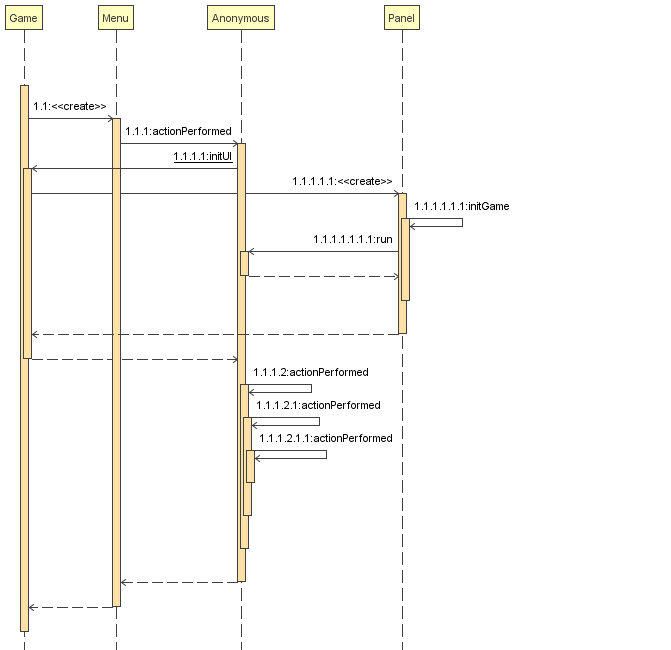 Game
Menu
Anonymous
Panel
1.1:<<create>>
1.1.1:actionPerformed
1.1.1.1:initUI
1.1.1.1.1:<<create>>
1.1.1.1.1.1:initGame
1.1.1.1.1.1.1:run
1.1.1.2:actionPerformed
1.1.1.2.1:actionPerformed
1.1.1.2.1.1:actionPerformed